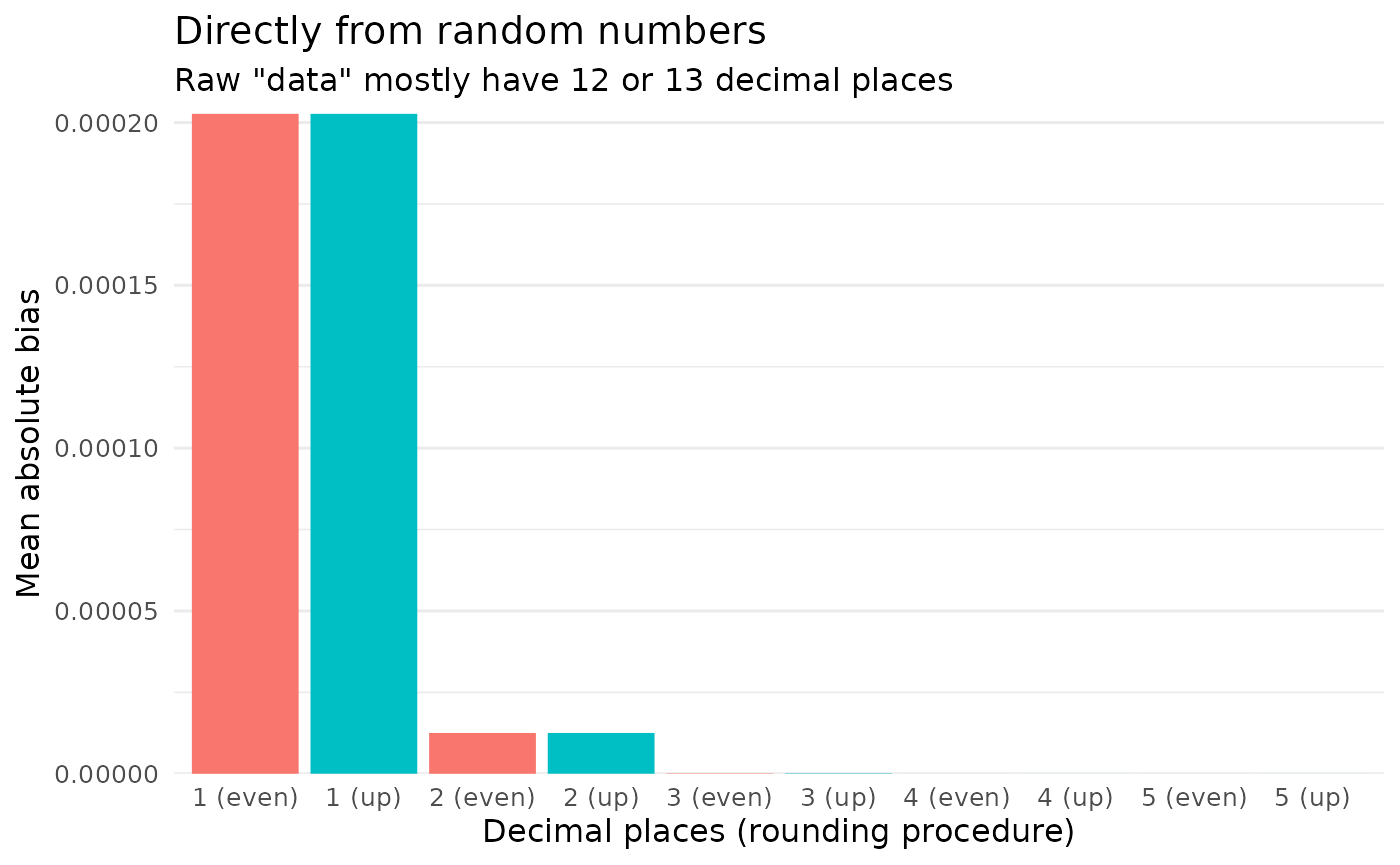 Directly from random numbers
Raw "data" mostly have 12 or 13 decimal places
0.00020
0.00015
0.00010
0.00005
0.00000
Mean absolute bias
1 (even) 1 (up) 2 (even) 2 (up) 3 (even) 3 (up) 4 (even) 4 (up) 5 (even) 5 (up)
Decimal places (rounding procedure)